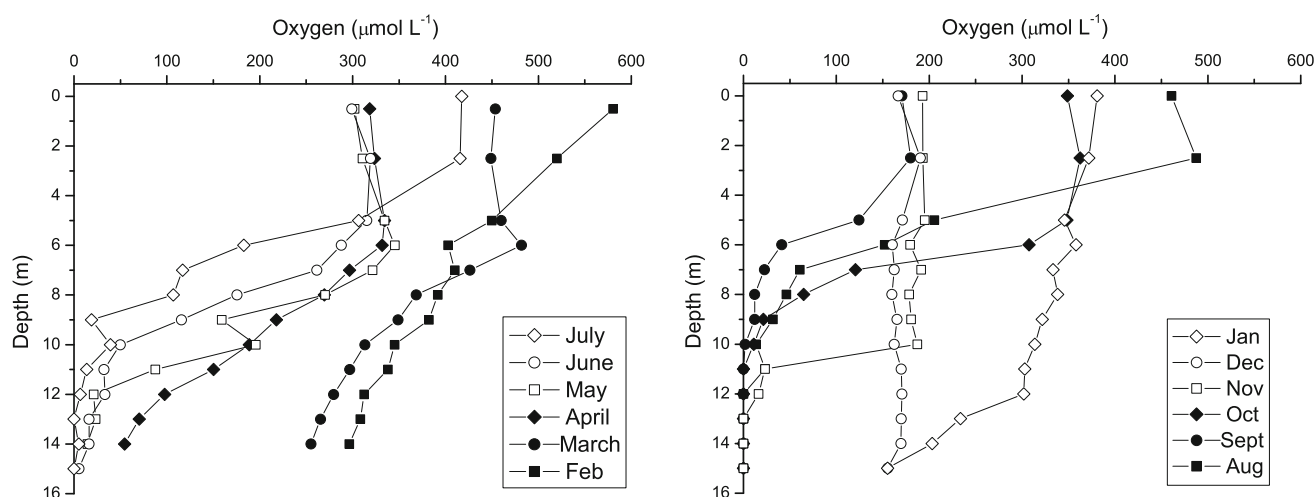 Oxygen (μmol L⁻¹)
0 100 200 300 400 500 600
0
2
4
6
8
10
12
14
16
Depth (m)
July
June
May
April
March
Feb
Oxygen (μmol L⁻¹)
0 100 200 300 400 500 600
0
2
4
6
8
10
12
14
16
Depth (m)
Jan
Dec
Nov
Oct
Sept
Aug